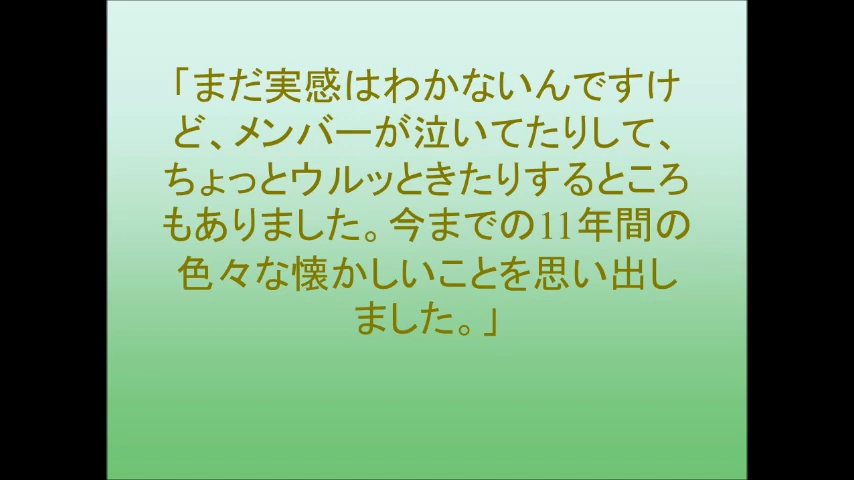 「まだ実感はわかないんですけ
ど、メンバーが泣いてたりして、
ちょっとウルッときたりするところ
もありました。今までの11年間の
色々な懐かしいことを思い出し
ました。」